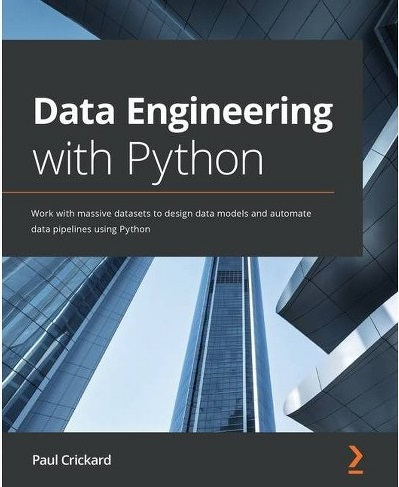 Data Engineering
with Python
Work with massive datasets to design data models and automate
data pipelines using Python
Paul Crickard